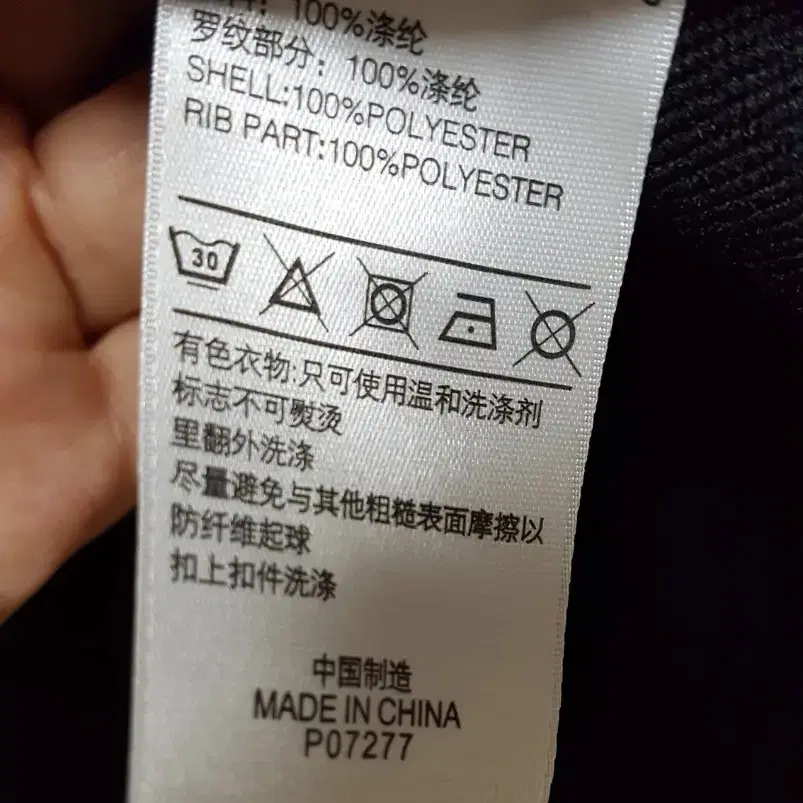 100%涤纶
罗纹部分：100%涤纶
SHELL:100%POLYESTER
RIB PART:100%POLYESTER
30
有色衣物:只可使用温和洗涤剂
标志不可熨烫
里翻外洗涤
尽量避免与其他粗糙表面摩擦以
防纤维起球
扣上扣件洗涤
中国制造
MADE IN CHINA
P07277